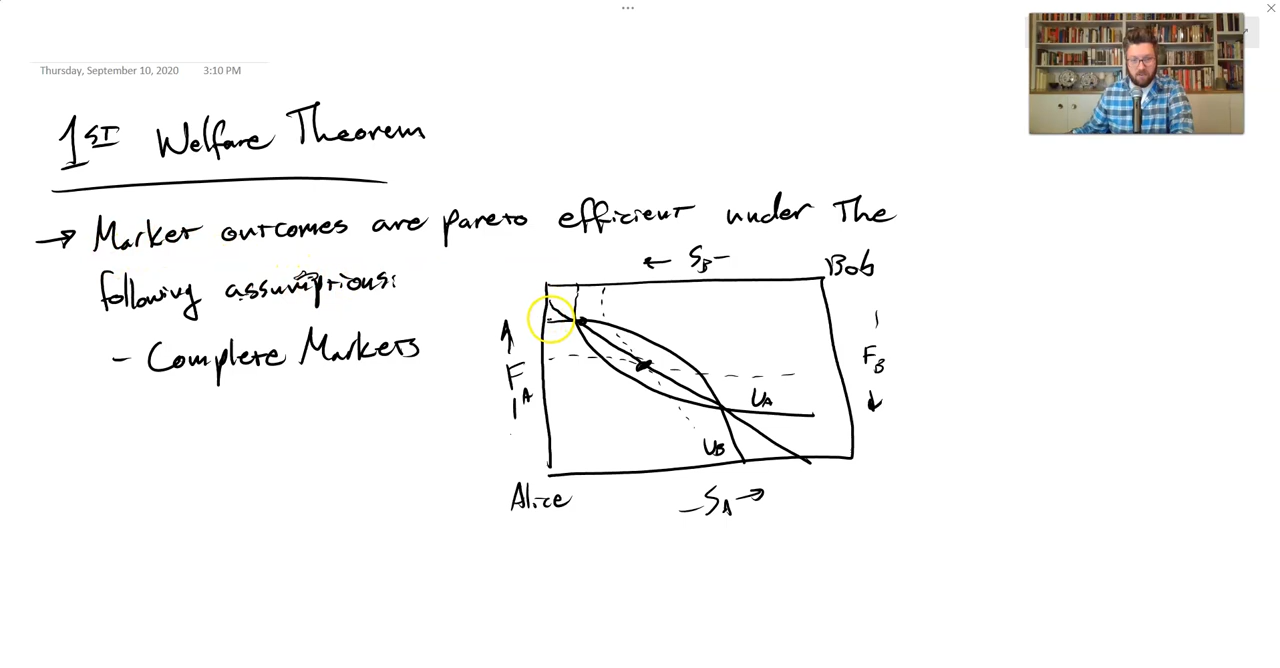 Thursday, September 10, 2020 3:10 PM
1ST Welfare Theorem
→ Market outcomes are pareto efficient under the
following assumptions:
- Complete Markets
← SB –
Bob
FA
FB
UA
UB
Alice
– SA →